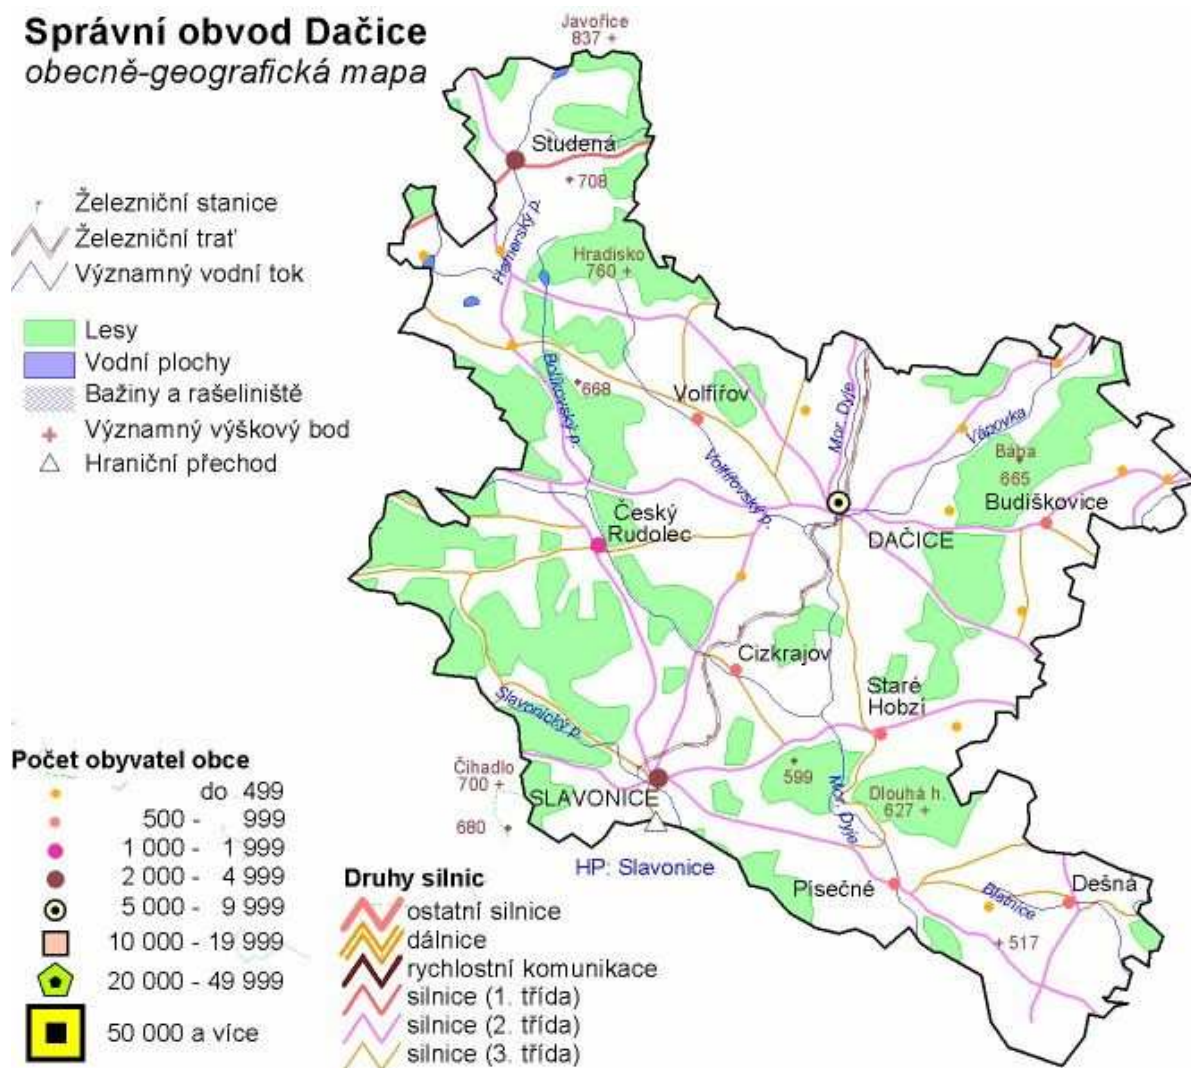 Správní obvod Dačice
obecně-geografická mapa
Javořice
837 +
Studená
+ 708
Železniční stanice
Železniční trať
Významný vodní tok
Hamerský p.
Hradisko
760 +
Lesy
Vodní plochy
Bažiny a rašeliniště
Významný výškový bod
Hraniční přechod
Bolíkovský p.
+668
Volfířov
Mor. Dyje
Vápovka
Volfířovský p.
Bába
665
Budíškovice
Český
Rudolec
DAČICE
Cizkrajov
Staré
Hobzí
Slavonický p.
Počet obyvatel obce
do 499
500 - 999
1 000 - 1 999
2 000 - 4 999
5 000 - 9 999
10 000 - 19 999
20 000 - 49 999
50 000 a více
Čihadlo
700 +
680
SLAVONICE
599
Mor. Dyje
Dlouhá h.
627 +
HP: Slavonice
Písečné
Blatnice
Dešná
+ 517
Druhy silnic
ostatní silnice
dálnice
rychlostní komunikace
silnice (1. třída)
silnice (2. třída)
silnice (3. třída)